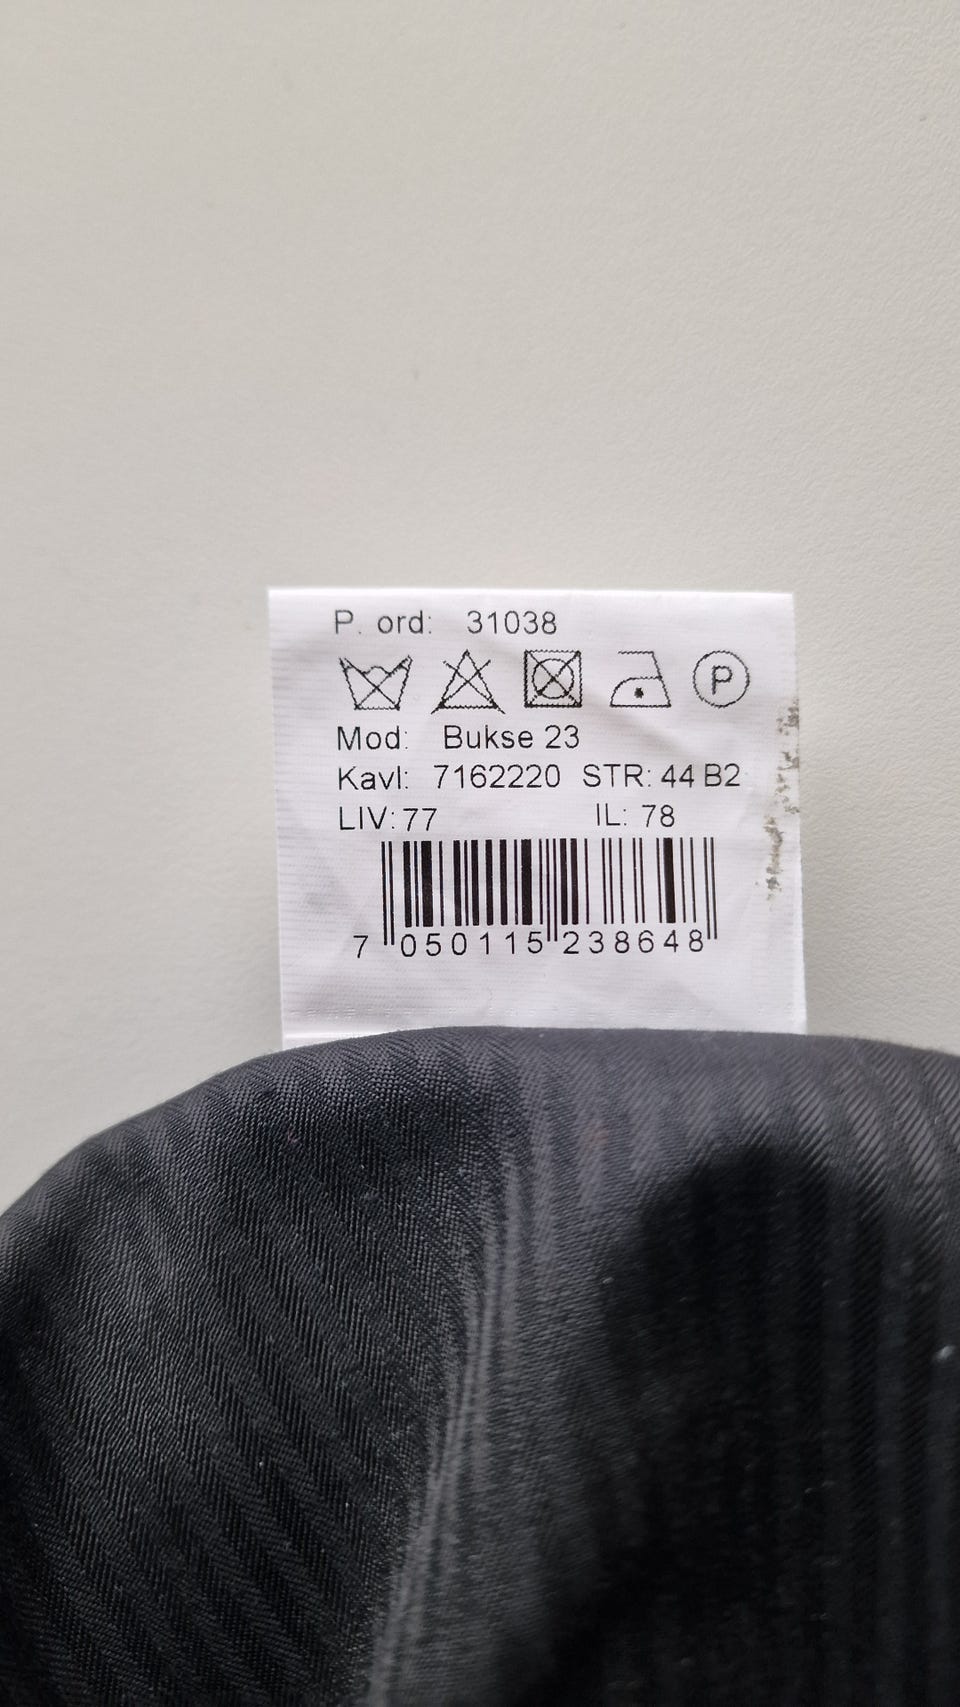 P. ord: 31038
P
Mod: Bukse 23
Kavl: 7162220 STR: 44 B2
LIV: 77 IL: 78
7 050115 238648